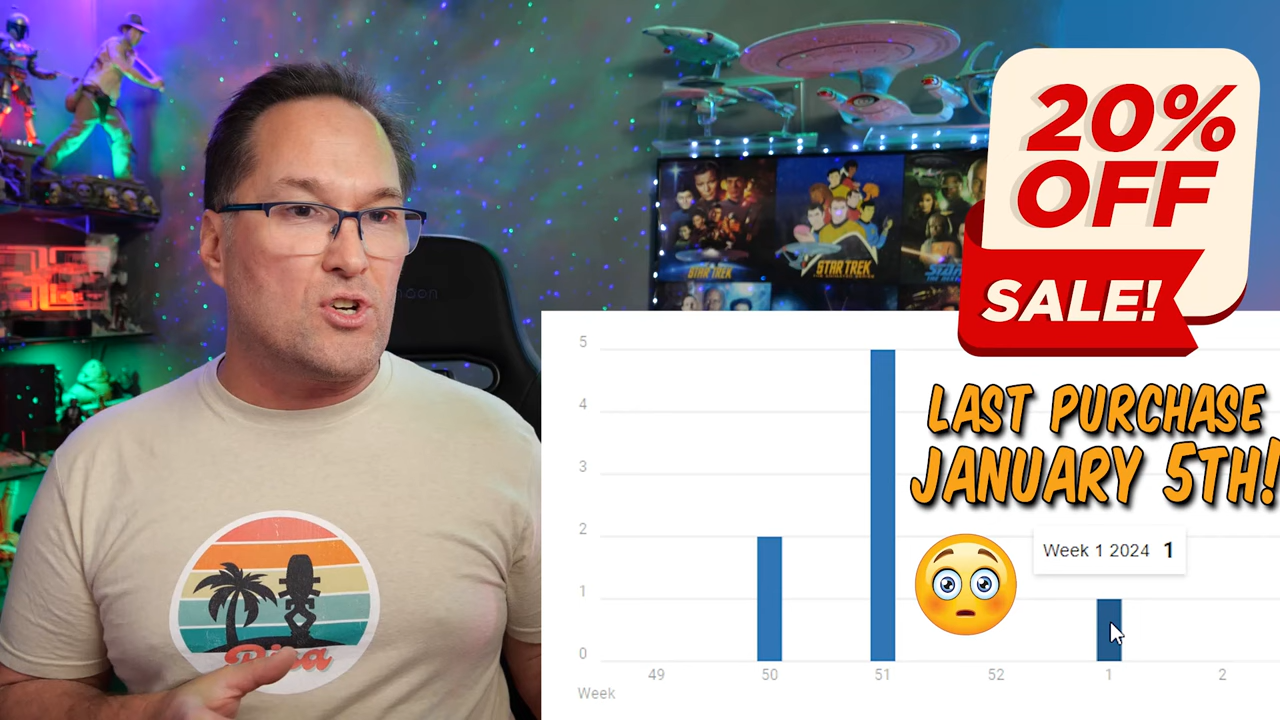 20%
OFF
SALE!
STAR TREK
STAR TREK
5
4
3
2
1
0
LAST PURCHASE
JANUARY 5TH!
Week 1 2024 1
49 50 51 52 1 2
Week
Risa